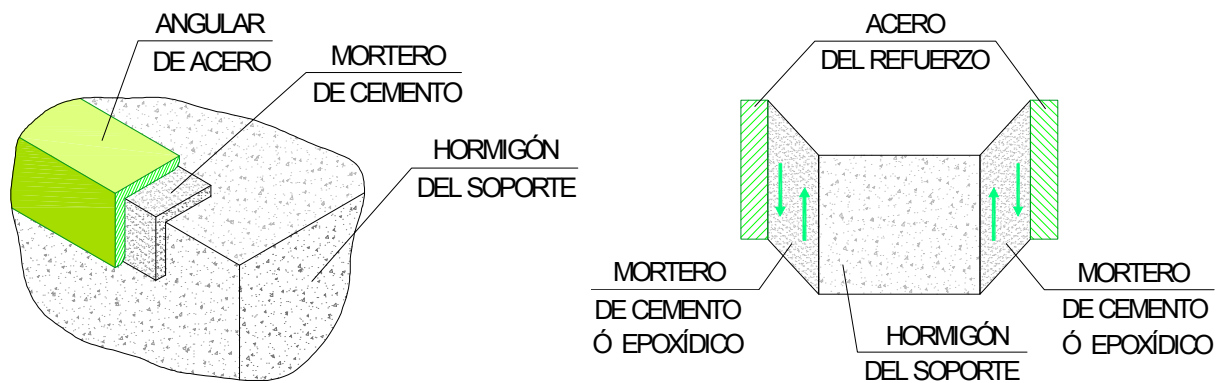 ANGULAR
DE ACERO
MORTERO
DE CEMENTO
HORMIGÓN
DEL SOPORTE
ACERO
DEL REFUERZO
MORTERO
DE CEMENTO
Ó EPOXÍDICO
HORMIGÓN
DEL SOPORTE
MORTERO
DE CEMENTO
Ó EPOXÍDICO